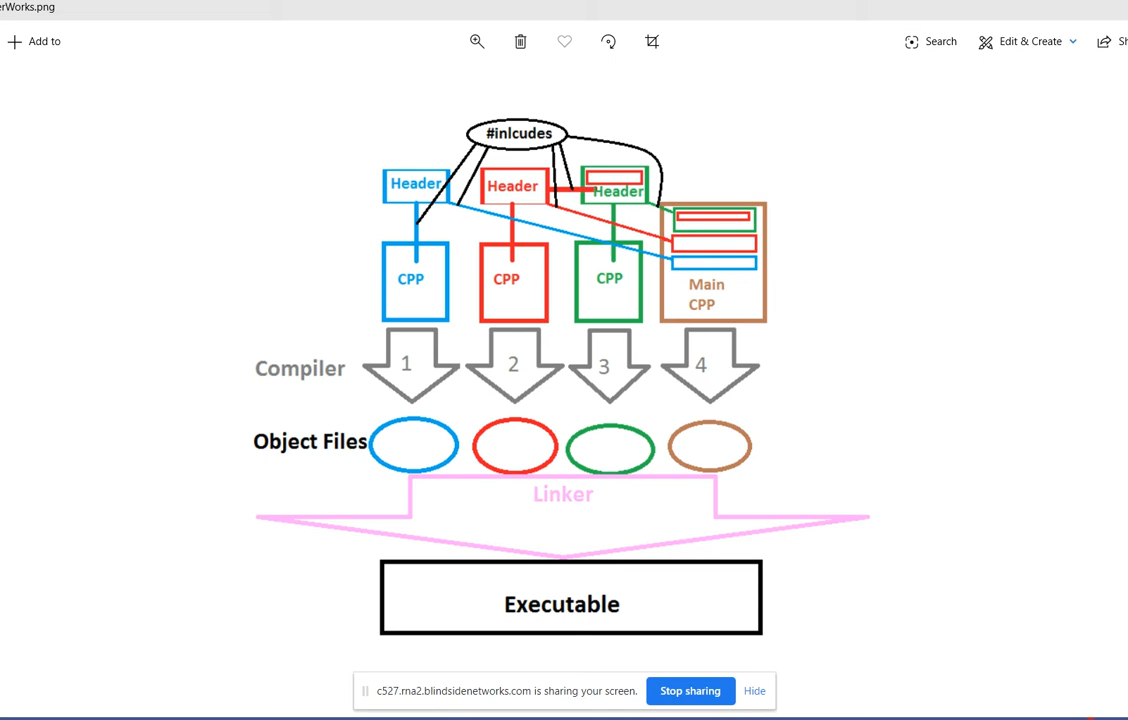 erWorks.png
Add to
Search
Edit & Create
Sh
#inlcudes
Header
Header
Header
CPP
CPP
CPP
Main
CPP
Compiler
1
2
3
4
Object Files
Linker
Executable
c527.rna2.blindsidenetworks.com is sharing your screen.
Stop sharing
Hide